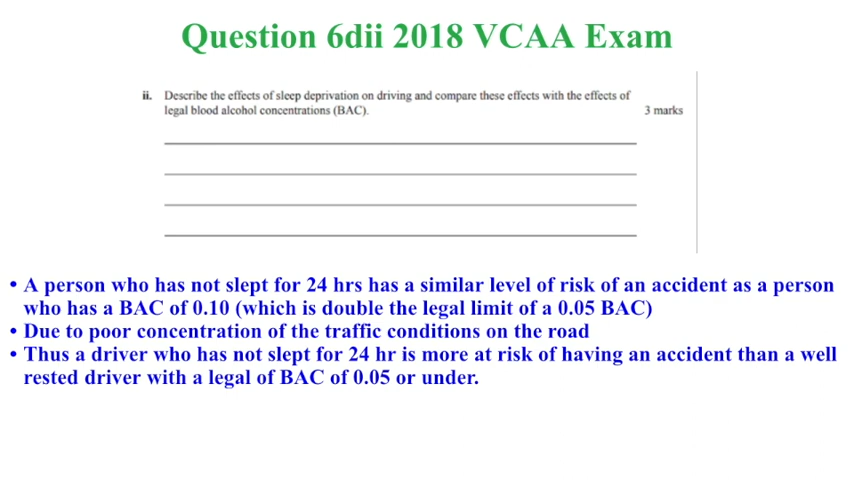 Question 6dii 2018 VCAA Exam
ii. Describe the effects of sleep deprivation on driving and compare these effects with the effects of
legal blood alcohol concentrations (BAC). 3 marks
• A person who has not slept for 24 hrs has a similar level of risk of an accident as a person
who has a BAC of 0.10 (which is double the legal limit of a 0.05 BAC)
• Due to poor concentration of the traffic conditions on the road
• Thus a driver who has not slept for 24 hr is more at risk of having an accident than a well
rested driver with a legal of BAC of 0.05 or under.